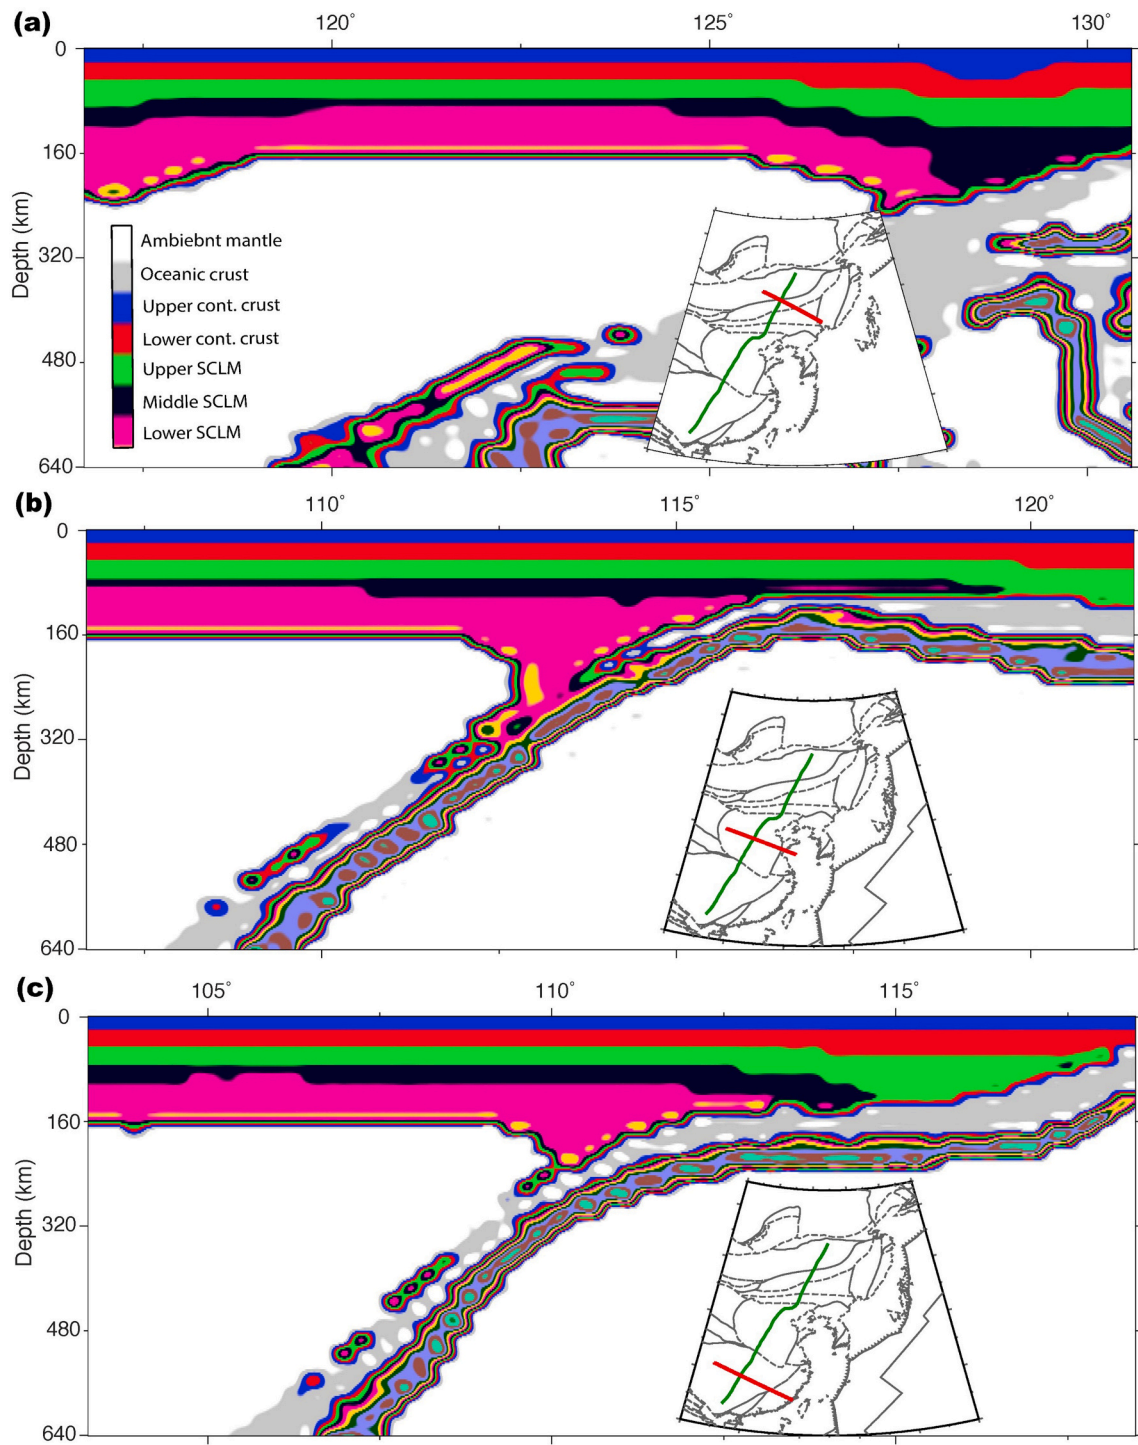 (a)
120° 125° 130°
0
160
320
480
640
Depth (km)
Ambiebnt mantle
Oceanic crust
Upper cont. crust
Lower cont. crust
Upper SCLM
Middle SCLM
Lower SCLM
(b)
110° 115° 120°
0
160
320
480
640
Depth (km)
(c)
105° 110° 115°
0
160
320
480
640
Depth (km)